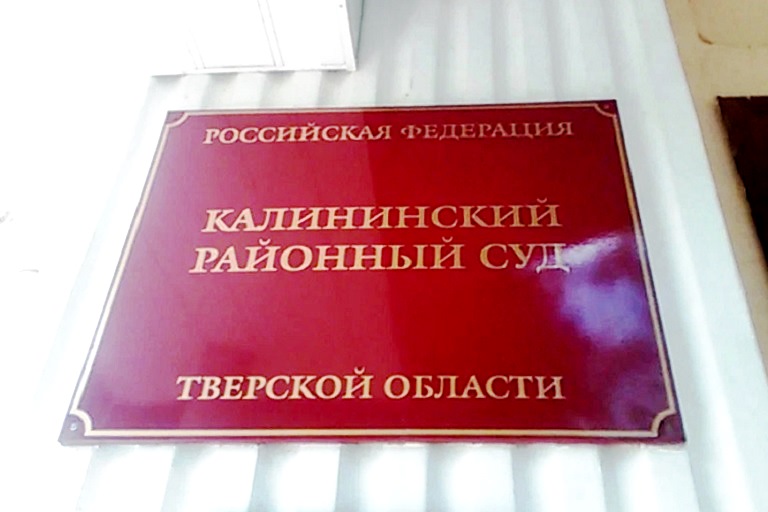 РОССИЙСКАЯ ФЕДЕРАЦИЯ
КАЛИНИНСКИЙ
РАЙОННЫЙ СУД
ТВЕРСКОЙ ОБЛАСТИ